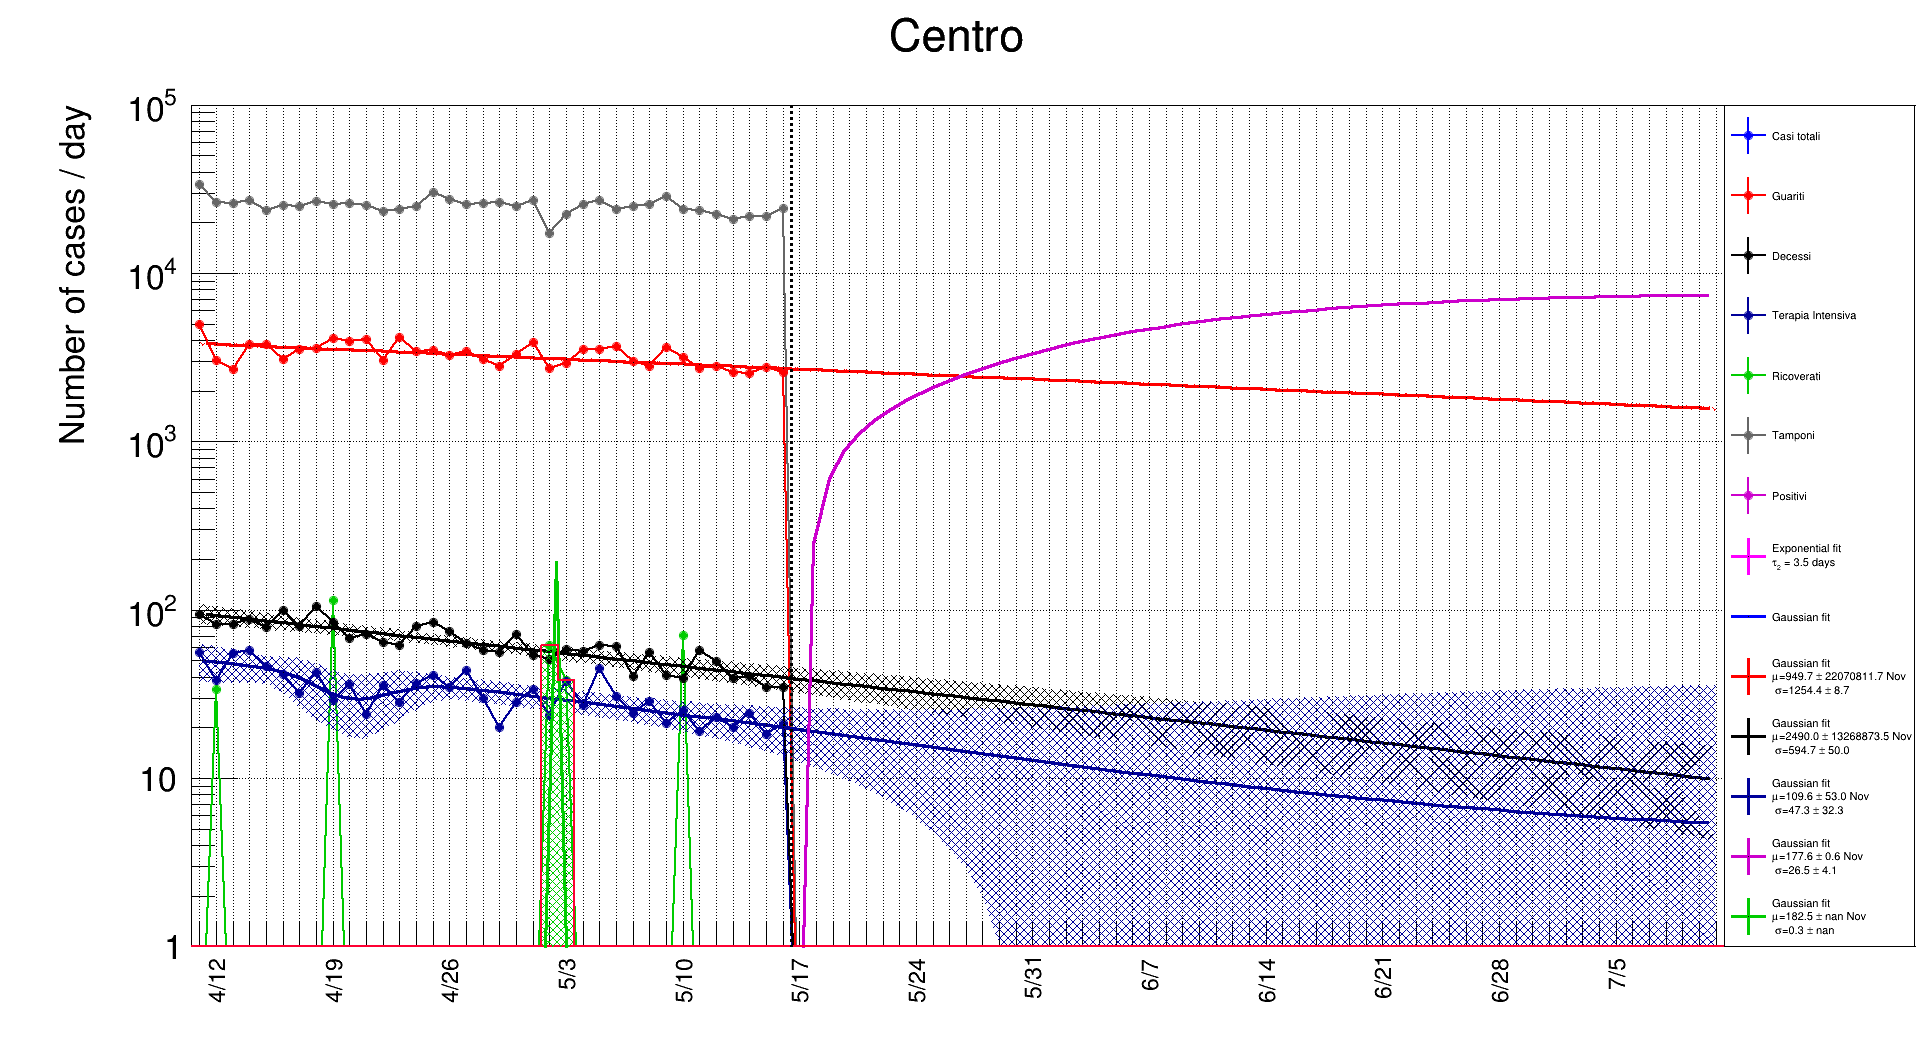 Centro
Number of cases / day
10^5
10^4
10^3
10^2
10
1
4/12
4/19
4/26
5/3
5/10
5/17
5/24
5/31
6/7
6/14
6/21
6/28
7/5
Casi totali
Guariti
Decessi
Terapia Intensiva
Ricoverati
Tamponi
Positivi
Exponential fit
τ₂ = 3.5 days
Gaussian fit
Gaussian fit
μ=949.7 ± 22070811.7 Nov
σ=1254.4 ± 8.7
Gaussian fit
μ=2490.0 ± 13268873.5 Nov
σ=594.7 ± 50.0
Gaussian fit
μ=109.6 ± 53.0 Nov
σ=47.3 ± 32.3
Gaussian fit
μ=177.6 ± 0.6 Nov
σ=26.5 ± 4.1
Gaussian fit
μ=182.5 ± nan Nov
σ=0.3 ± nan